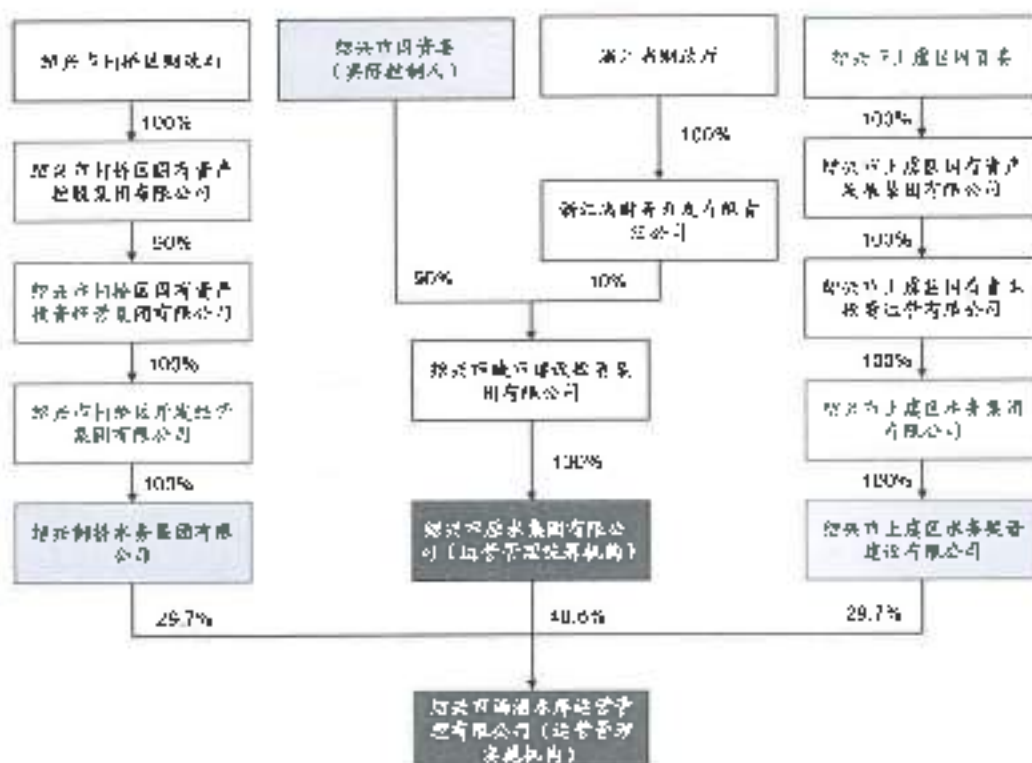 绍兴市柯桥区财政局
绍兴市国资委
（实际控制人）
浙江省财政厅
绍兴市上虞区国资委
100%
100%
100%
绍兴市柯桥区国有资产
控股集团有限公司
绍兴市上虞区国有资产
发展集团有限公司
浙江省财务开发有限责
任公司
90%
100%
90%
10%
绍兴市柯桥区国有资产
投资经营集团有限公司
绍兴市上虞区国有资本
投资运营有限公司
100%
100%
绍兴市城市建设投资集
团有限公司
绍兴市柯桥区开发经营
集团有限公司
绍兴市上虞区水务集团
有限公司
100%
100%
100%
绍兴柯桥水务集团有限
公司
绍兴市原水集团有限公
司（运营管理统筹机构）
绍兴市上虞区水务投资
建设有限公司
29.7%
40.6%
29.7%
绍兴市汤浦水库运营管
理有限公司（运营管理
实施机构）